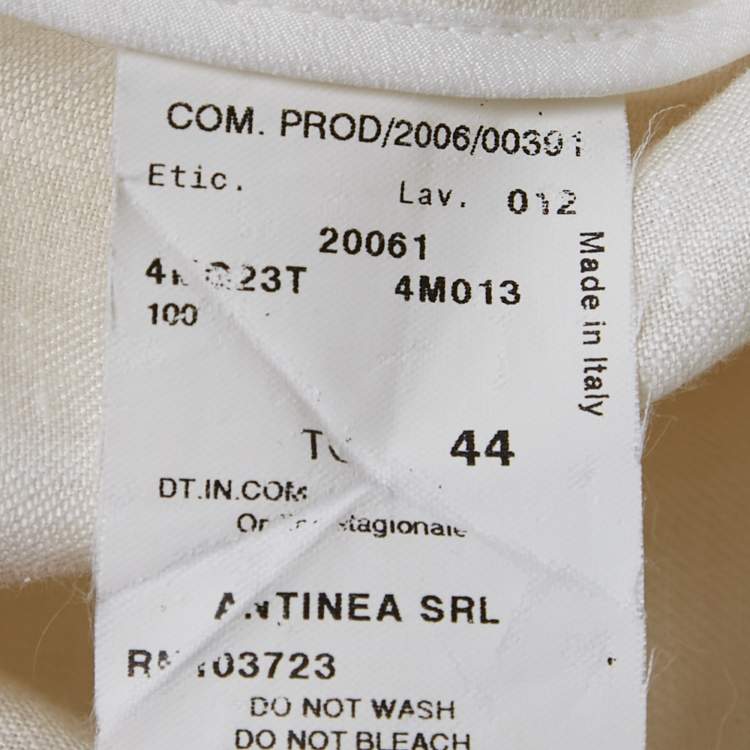 COM. PROD/2006/00391
Etic. Lav. 012
20061
4M013
100
Made in Italy
44
DT.IN.COM
SRL
DO NOT WASH
DO NOT BLEACH